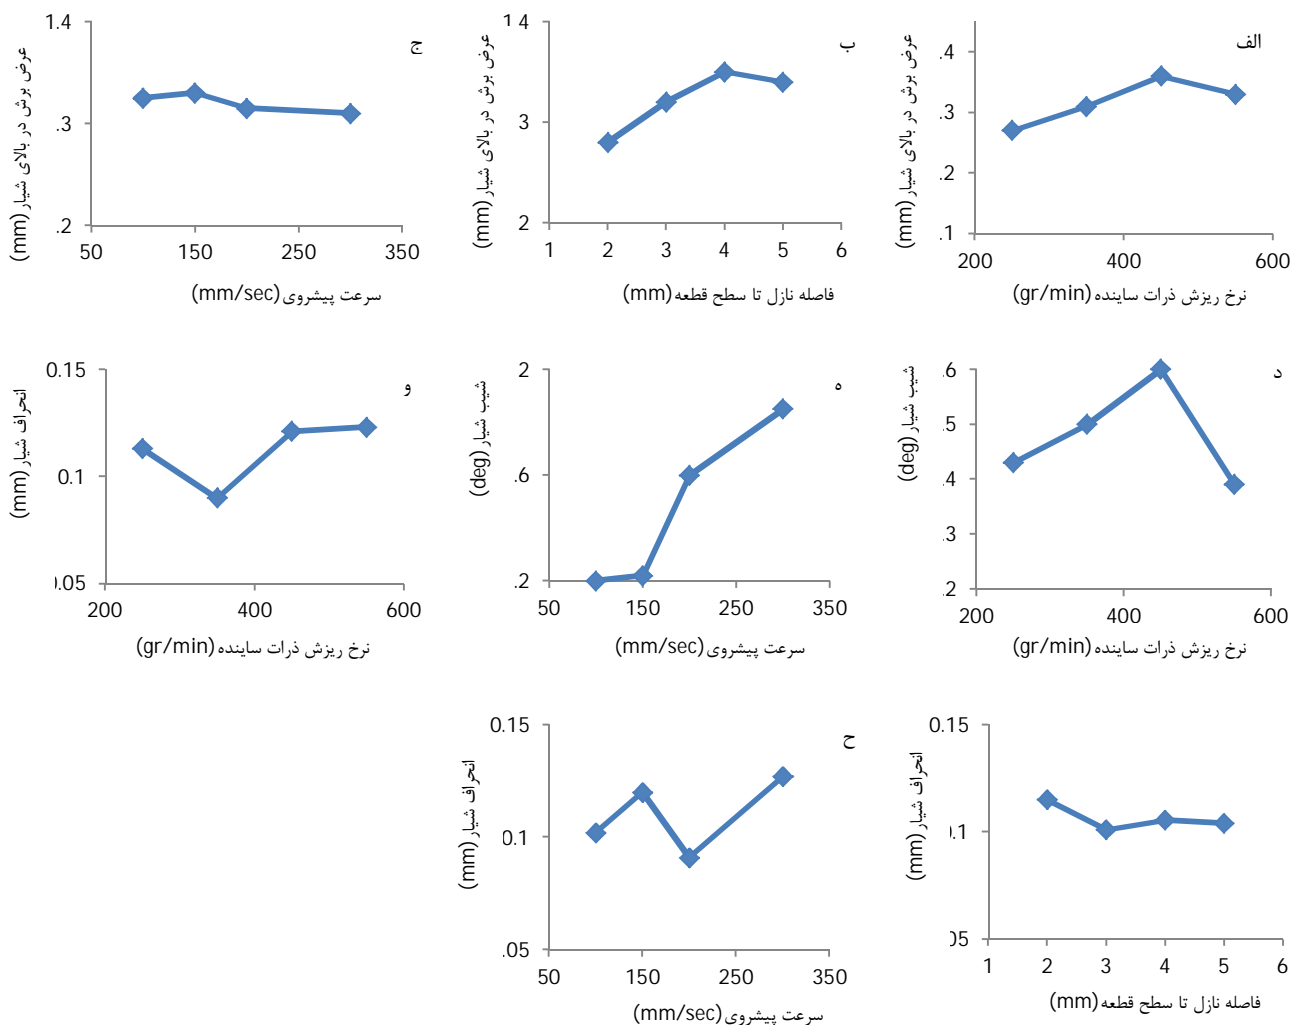 الف
عرض برش در بالای شیار (mm)
.4
.3
.2
.1
200
400
600
نرخ ریزش ذرات ساینده (gr/min)
ب
عرض برش در بالای شیار (mm)
1 4
3
2
1
2
3
4
5
6
فاصله نازل تا سطح قطعه (mm)
ج
عرض برش در بالای شیار (mm)
1.4
.3
.2
50
150
250
350
سرعت پیشروی (mm/sec)
د
شیب شیار (deg)
.6
.5
.4
.3
.2
200
400
600
نرخ ریزش ذرات ساینده (gr/min)
ه
شیب شیار (deg)
2
.6
.2
50
150
250
350
سرعت پیشروی (mm/sec)
و
انحراف شیار (mm)
0.15
0.1
0.05
200
400
600
نرخ ریزش ذرات ساینده (gr/min)
انحراف شیار (mm)
0.15
0.1
05
1
2
3
4
5
6
فاصله نازل تا سطح قطعه (mm)
ح
انحراف شیار (mm)
0.15
0.1
.05
50
150
250
350
سرعت پیشروی (mm/sec)